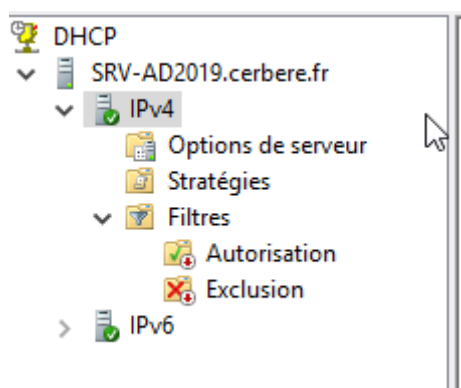 DHCP
SRV-AD2019.cerbere.fr
IPv4
Options de serveur
Stratégies
Filtres
Autorisation
Exclusion
IPv6